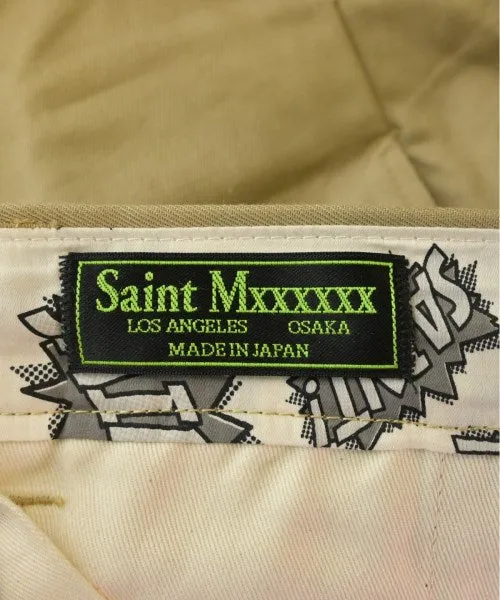 Saint Mxxxxxx
LOS ANGELES OSAKA
MADE IN JAPAN